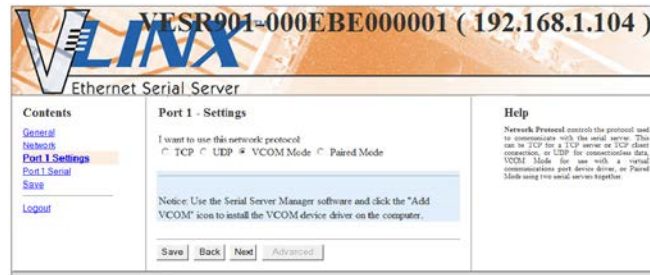 VLINX™
VESR901-000EBE000001 ( 192.168.1.104 )
Ethernet Serial Server
Contents
General
Network
Port 1 Settings
Port 1 Serial
Save
Logout
Port 1 - Settings
I want to use this network protocol
TCP UDP VCOM Mode Paired Mode
Notice: Use the Serial Server Manager software and click the "Add
VCOM" icon to install the VCOM device driver on the computer.
Save Back Next Advanced
Help
Network Protocol controls the protocol used
to communicate with the serial server. This
can be TCP for a TCP server or TCP client
connection, or UDP for connectionless data,
VCOM Mode for use with a virtual
communications port device driver, or Paired
Mode using two serial servers together.